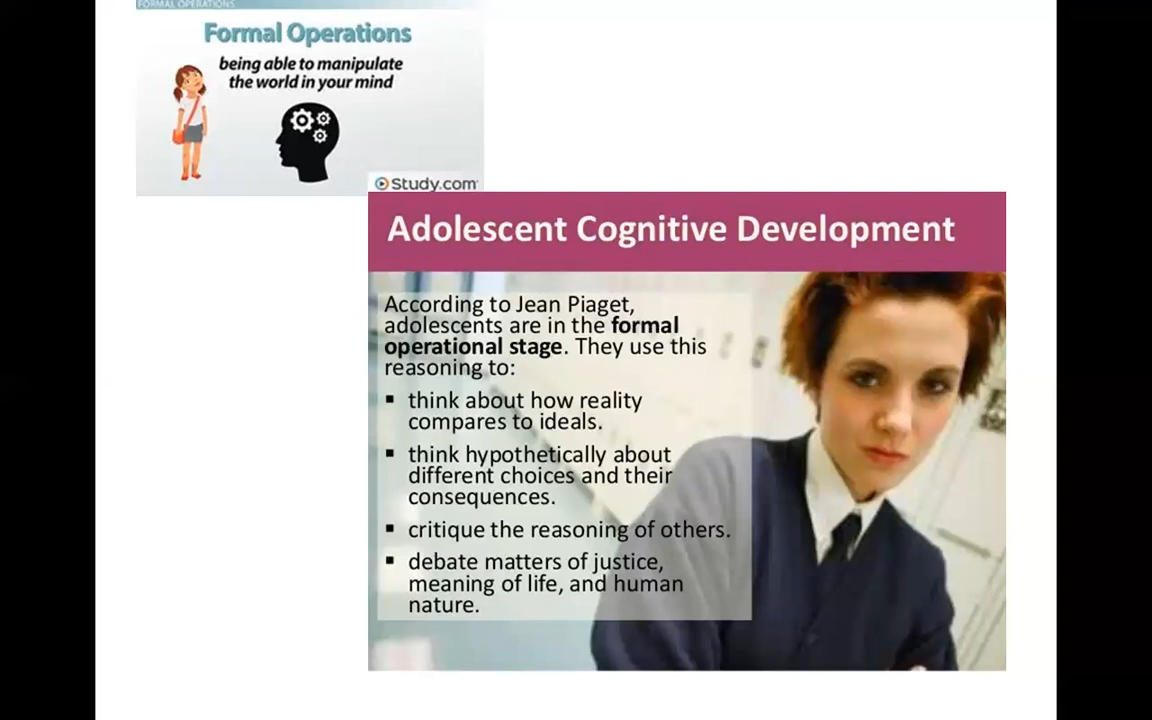 FORMAL OPERATIONS
Formal Operations
being able to manipulate
the world in your mind
Study.com
Adolescent Cognitive Development
According to Jean Piaget,
adolescents are in the formal
operational stage. They use this
reasoning to:
▪ think about how reality
compares to ideals.
▪ think hypothetically about
different choices and their
consequences.
▪ critique the reasoning of others.
▪ debate matters of justice,
meaning of life, and human
nature.